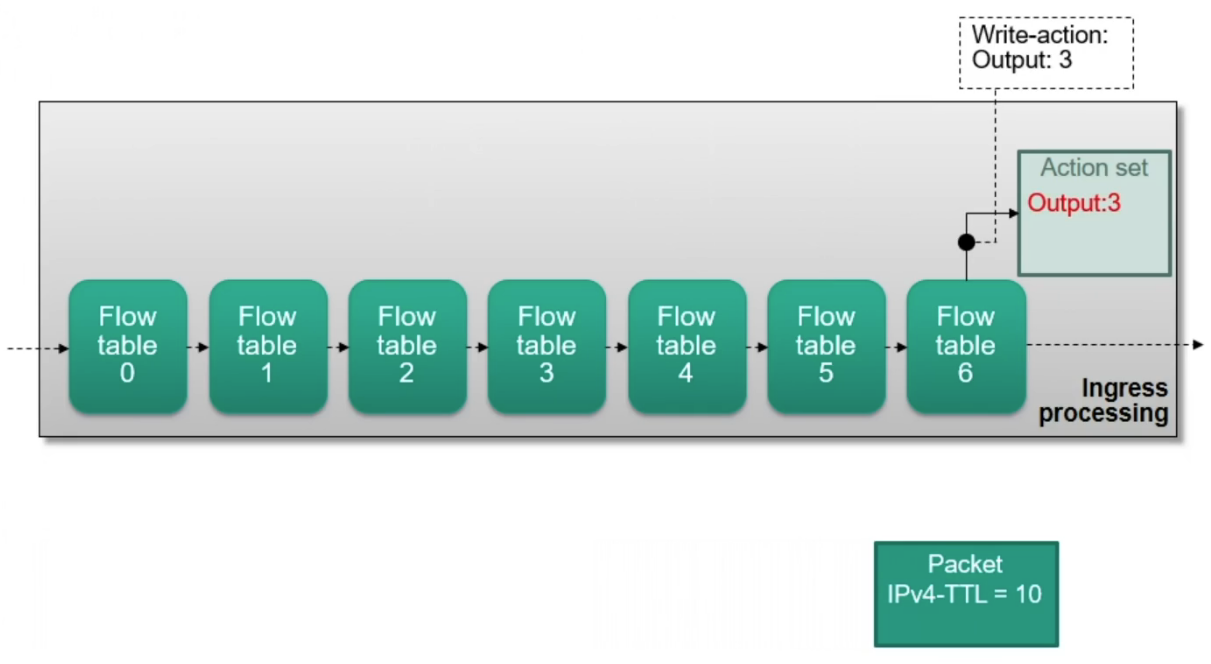 Write-action:
Output: 3
Action set
Output:3
Flow
table
0
Flow
table
1
Flow
table
2
Flow
table
3
Flow
table
4
Flow
table
5
Flow
table
6
Ingress
processing
Packet
IPv4-TTL = 10